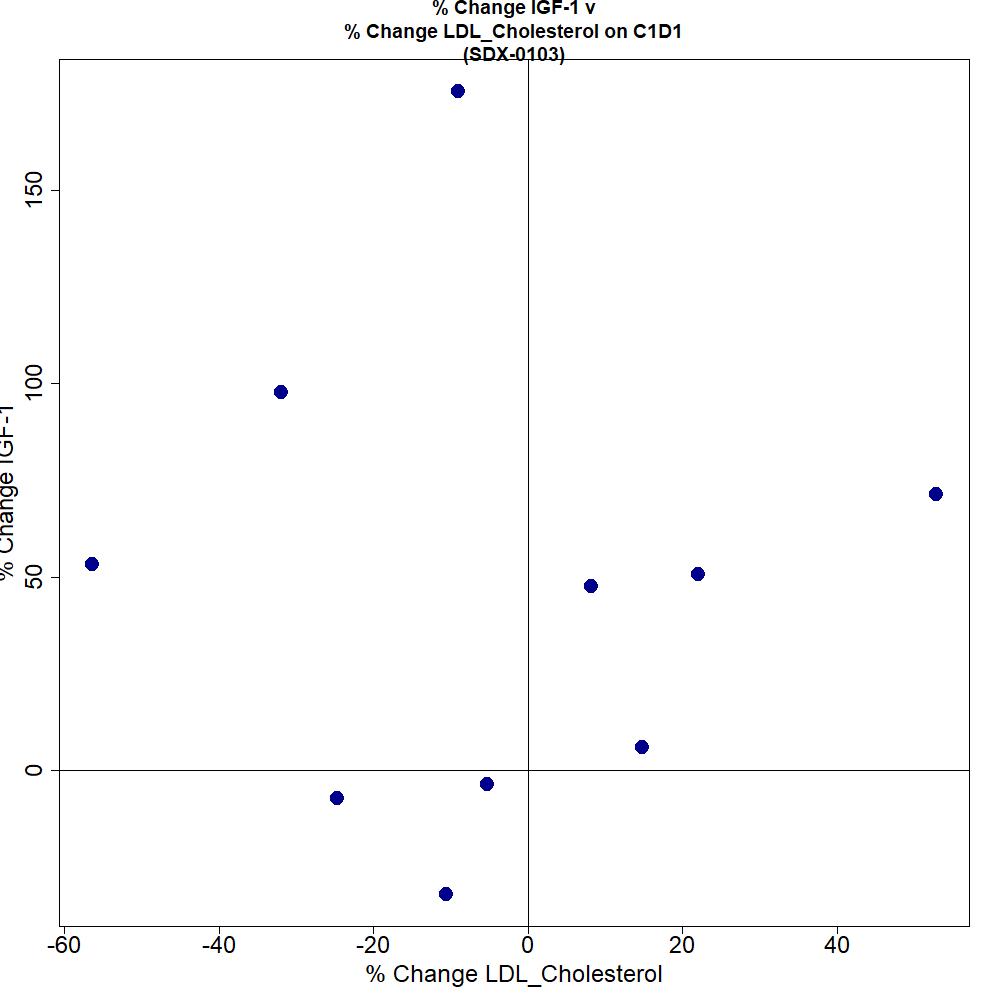 % Change IGF-1 v
% Change LDL_Cholesterol on C1D1
(SDX-0103)
% Change IGF-1
150
100
50
0
-60 -40 -20 0 20 40
% Change LDL_Cholesterol